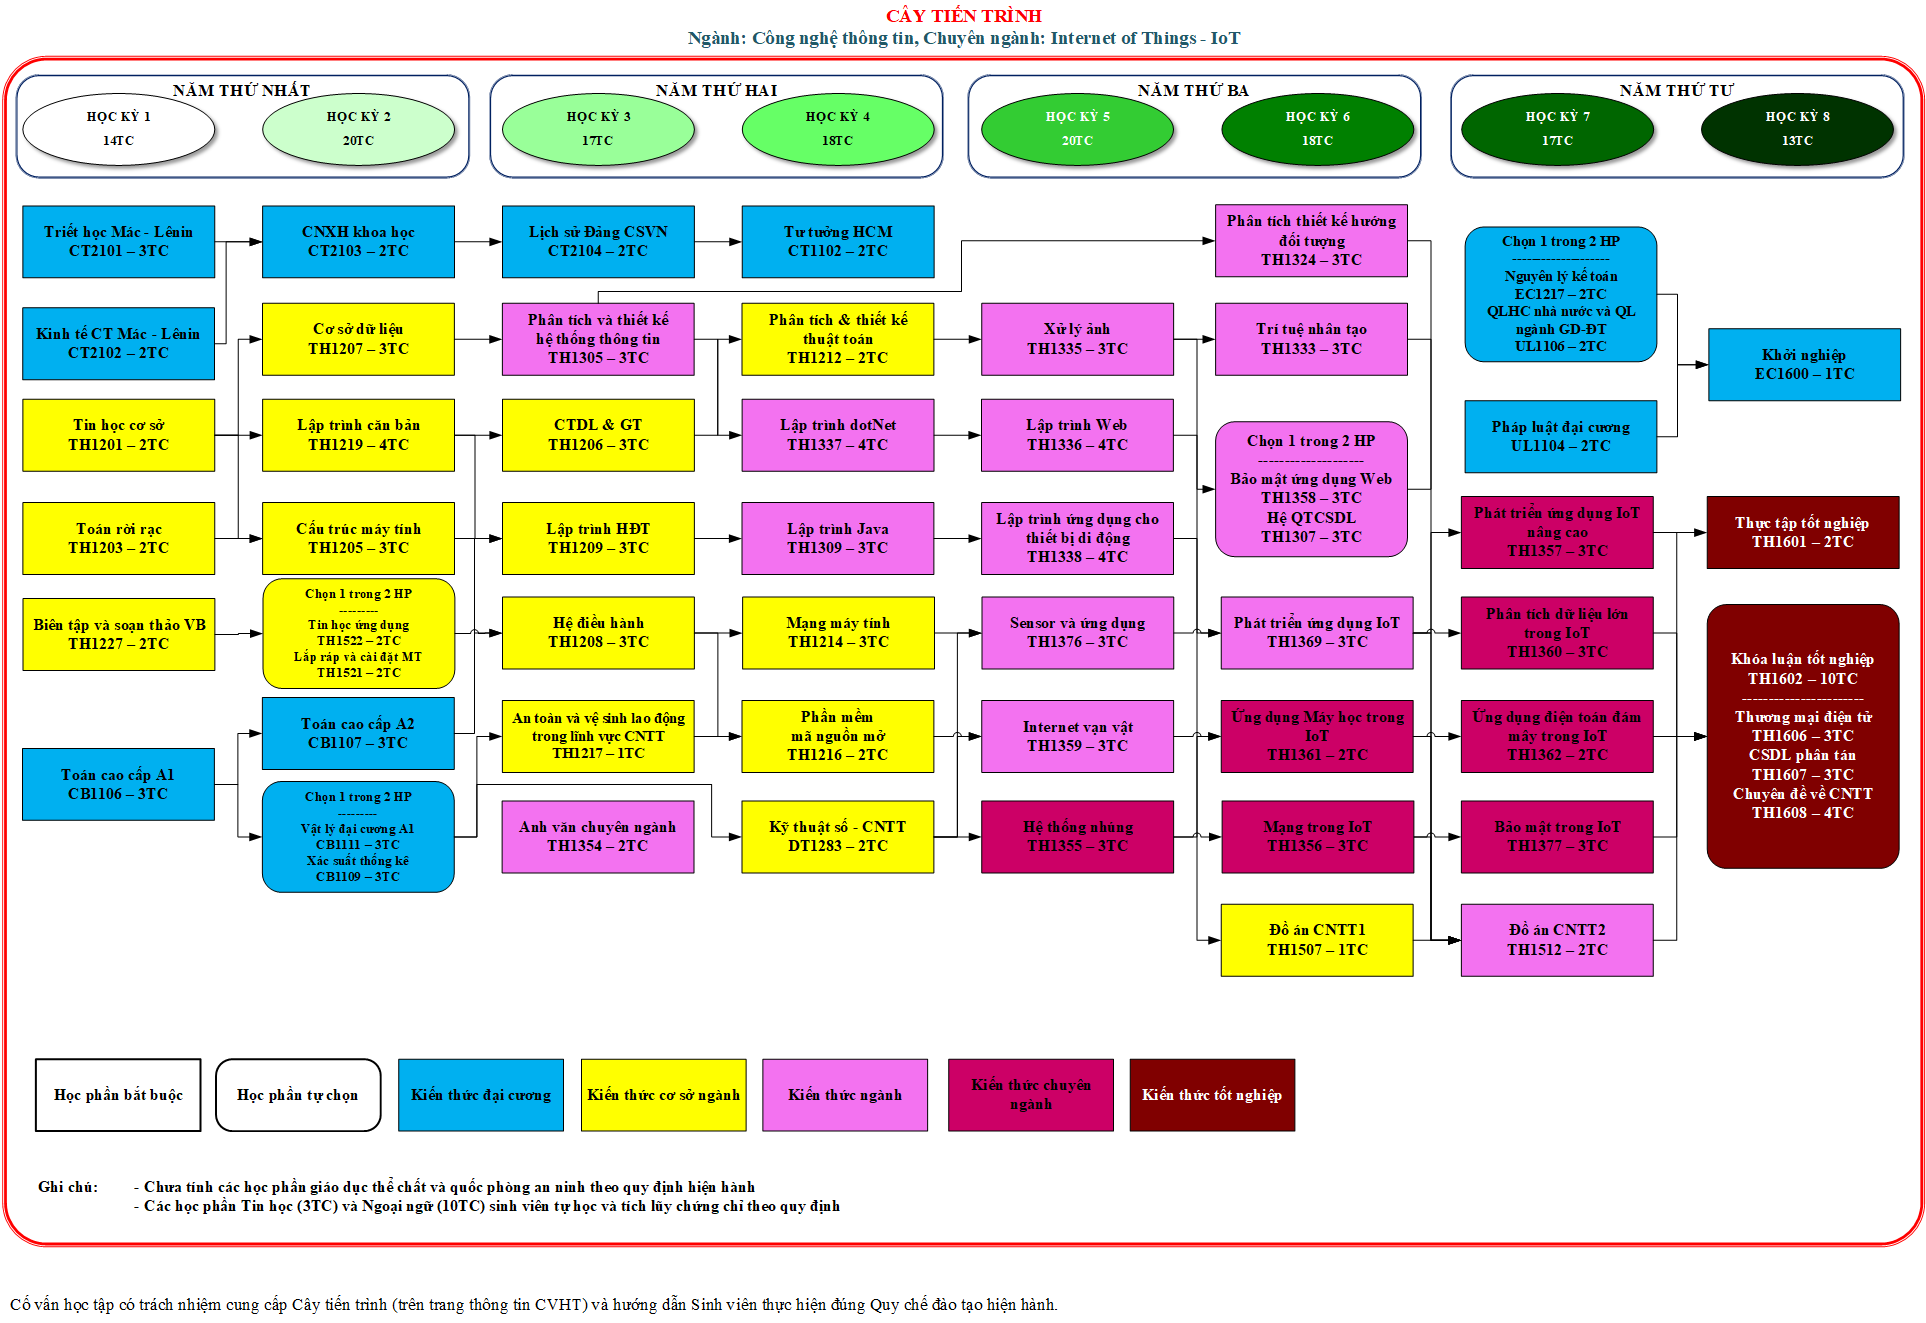 CÂY TIẾN TRÌNH
Ngành: Công nghệ thông tin, Chuyên ngành: Internet of Things - IoT
NĂM THỨ NHẤT
HỌC KỲ 1
14TC
HỌC KỲ 2
20TC
NĂM THỨ HAI
HỌC KỲ 3
17TC
HỌC KỲ 4
18TC
NĂM THỨ BA
HỌC KỲ 5
20TC
HỌC KỲ 6
18TC
NĂM THỨ TƯ
HỌC KỲ 7
17TC
HỌC KỲ 8
13TC
Triết học Mác - Lênin
CT2101 – 3TC
Kinh tế CT Mác - Lênin
CT2102 – 2TC
Tin học cơ sở
TH1201 – 2TC
Toán rời rạc
TH1203 – 2TC
Biên tập và soạn thảo VB
TH1227 – 2TC
Toán cao cấp A1
CB1106 – 3TC
CNXH khoa học
CT2103 – 2TC
Cơ sở dữ liệu
TH1207 – 3TC
Lập trình căn bản
TH1219 – 4TC
Cấu trúc máy tính
TH1205 – 3TC
Chọn 1 trong 2 HP
---------
Tin học ứng dụng
TH1522 – 2TC
Lắp ráp và cài đặt MT
TH1521 – 2TC
Toán cao cấp A2
CB1107 – 3TC
Chọn 1 trong 2 HP
---------
Vật lý đại cương A1
CB1111 – 3TC
Xác suất thống kê
CB1109 – 3TC
Lịch sử Đảng CSVN
CT2104 – 2TC
Phân tích và thiết kế
hệ thống thông tin
TH1305 – 3TC
CTDL & GT
TH1206 – 3TC
Lập trình HĐT
TH1209 – 3TC
Hệ điều hành
TH1208 – 3TC
An toàn và vệ sinh lao động
trong lĩnh vực CNTT
TH1217 – 1TC
Anh văn chuyên ngành
TH1354 – 2TC
Tư tưởng HCM
CT1102 – 2TC
Phân tích & thiết kế
thuật toán
TH1212 – 2TC
Lập trình dotNet
TH1337 – 4TC
Lập trình Java
TH1309 – 3TC
Mạng máy tính
TH1214 – 3TC
Phần mềm
mã nguồn mở
TH1216 – 2TC
Kỹ thuật số - CNTT
DT1283 – 2TC
Xử lý ảnh
TH1335 – 3TC
Lập trình Web
TH1336 – 4TC
Lập trình ứng dụng cho
thiết bị di động
TH1338 – 4TC
Sensor và ứng dụng
TH1376 – 3TC
Internet vạn vật
TH1359 – 3TC
Hệ thống nhúng
TH1355 – 3TC
Phân tích thiết kế hướng
đối tượng
TH1324 – 3TC
Trí tuệ nhân tạo
TH1333 – 3TC
Chọn 1 trong 2 HP
---------------------
Bảo mật ứng dụng Web
TH1358 – 3TC
Hệ QTCSDL
TH1307 – 3TC
Phát triển ứng dụng IoT
TH1369 – 3TC
Ứng dụng Máy học trong
IoT
TH1361 – 2TC
Mạng trong IoT
TH1356 – 3TC
Đồ án CNTT1
TH1507 – 1TC
Chọn 1 trong 2 HP
---------------------
Nguyên lý kế toán
EC1217 – 2TC
QLHC nhà nước và QL
ngành GD-ĐT
UL1106 – 2TC
Pháp luật đại cương
UL1104 – 2TC
Phát triển ứng dụng IoT
nâng cao
TH1357 – 3TC
Phân tích dữ liệu lớn
trong IoT
TH1360 – 3TC
Ứng dụng điện toán đám
mây trong IoT
TH1362 – 2TC
Bảo mật trong IoT
TH1377 – 3TC
Đồ án CNTT2
TH1512 – 2TC
Khởi nghiệp
EC1600 – 1TC
Thực tập tốt nghiệp
TH1601 – 2TC
Khóa luận tốt nghiệp
TH1602 – 10TC
------------------------
Thương mại điện tử
TH1606 – 3TC
CSDL phân tán
TH1607 – 3TC
Chuyên đề về CNTT
TH1608 – 4TC
Học phần bắt buộc
Học phần tự chọn
Kiến thức đại cương
Kiến thức cơ sở ngành
Kiến thức ngành
Kiến thức chuyên
ngành
Kiến thức tốt nghiệp
Ghi chú: - Chưa tính các học phần giáo dục thể chất và quốc phòng an ninh theo quy định hiện hành
- Các học phần Tin học (3TC) và Ngoại ngữ (10TC) sinh viên tự học và tích lũy chứng chỉ theo quy định
Cố vấn học tập có trách nhiệm cung cấp Cây tiến trình (trên trang thông tin CVHT) và hướng dẫn Sinh viên thực hiện đúng Quy chế đào tạo hiện hành.